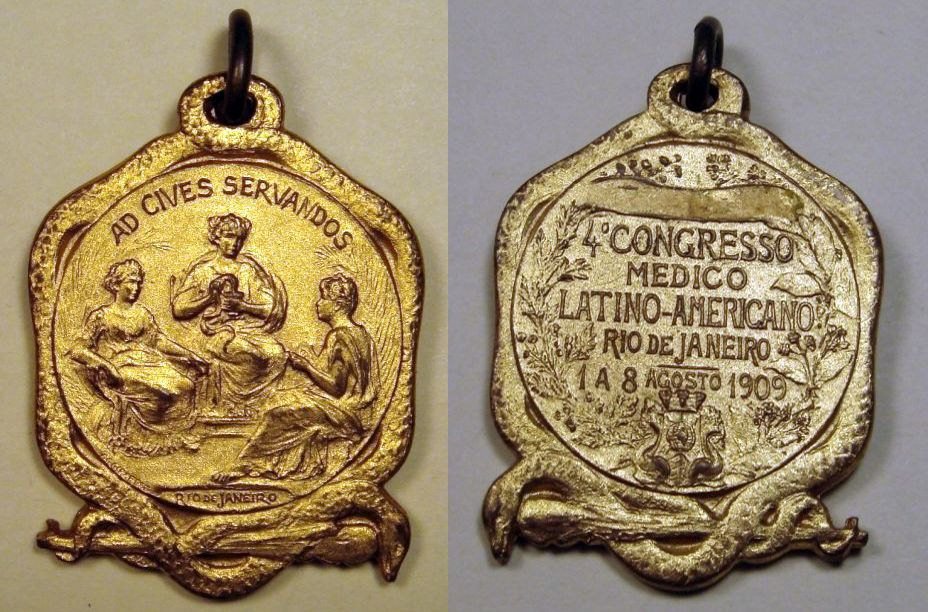 AD CIVES SERVANDOS
RIO DE JANEIRO
4º CONGRESSO
MEDICO
LATINO-AMERICANO
RIO DE JANEIRO
1 A 8 AGOSTO 1909